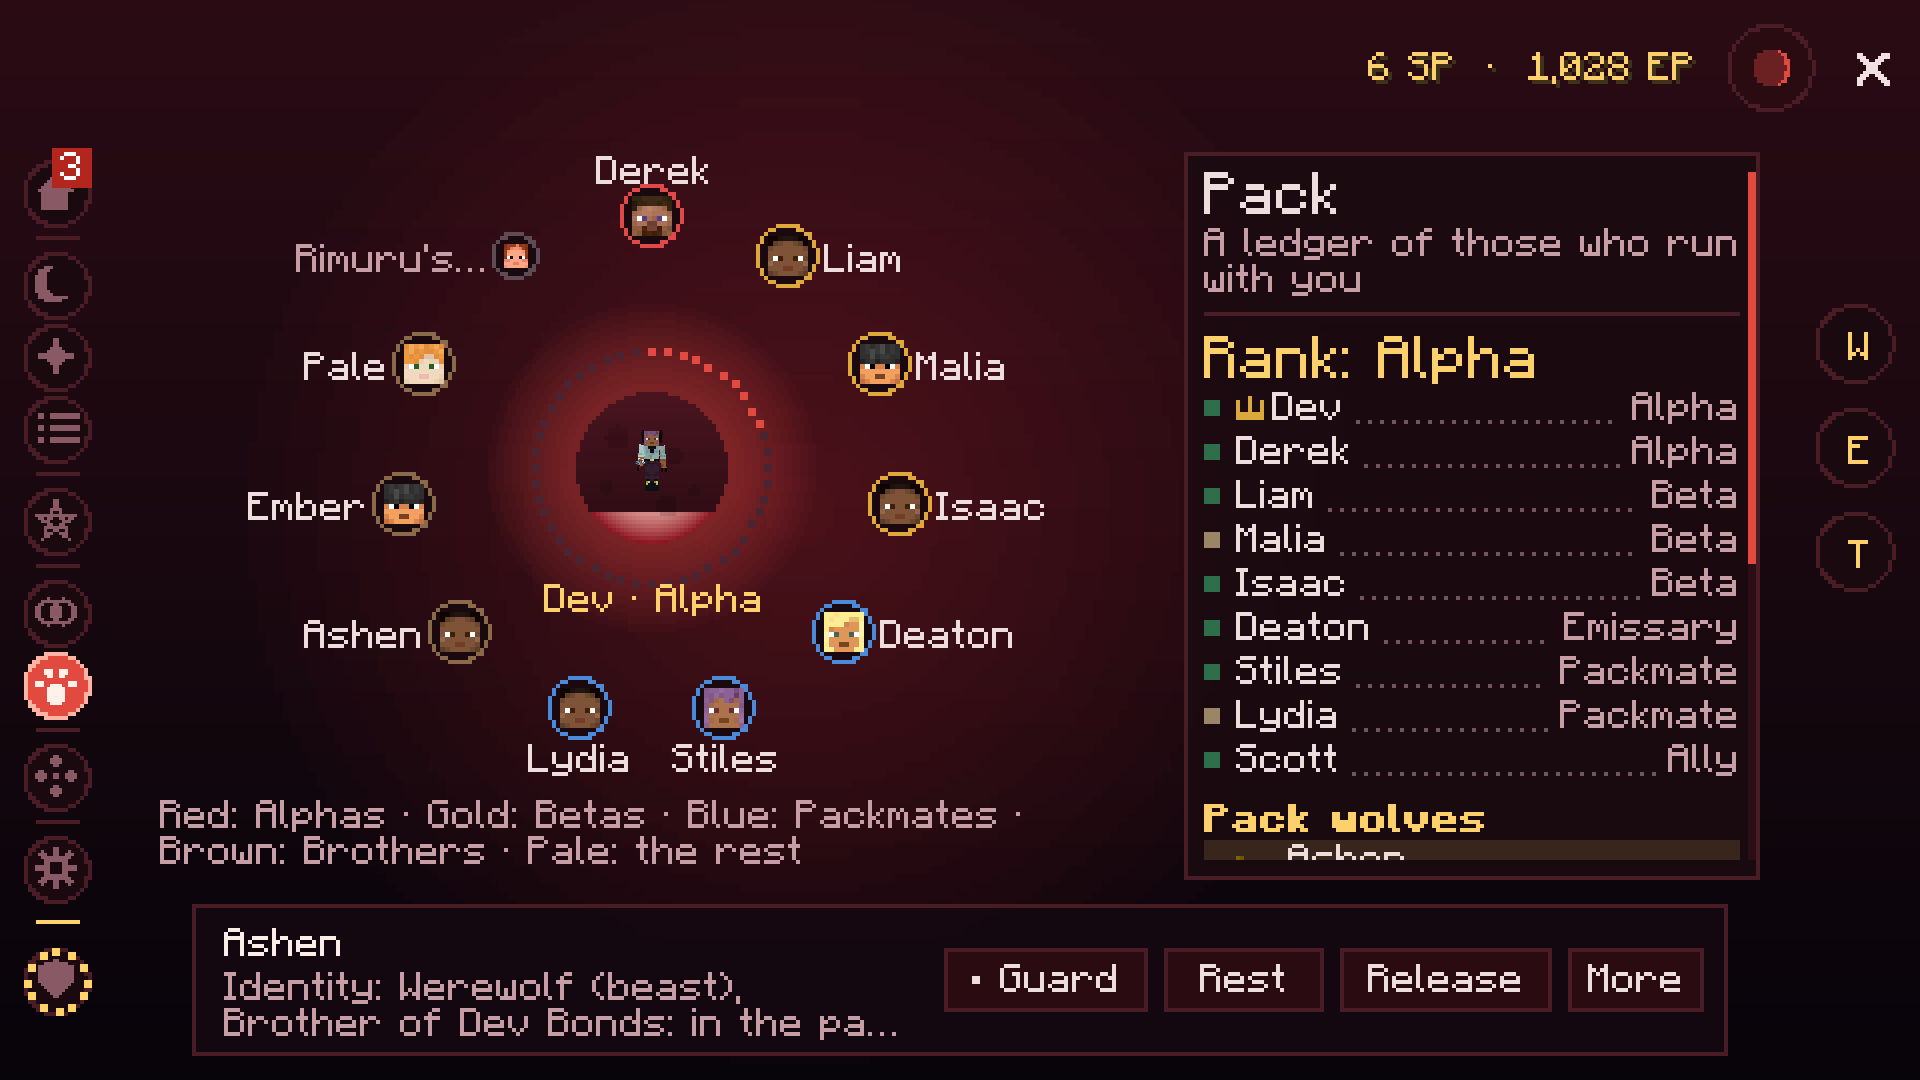 6 SP · 1,028 EP
3
Derek
Rimuru's...
Liam
Pale
Malia
Ember
Isaac
Dev · Alpha
Ashen
Deaton
Lydia
Stiles
Red: Alphas · Gold: Betas · Blue: Packmates ·
Brown: Brothers · Pale: the rest
Pack
A ledger of those who run
with you
Rank: Alpha
Dev Alpha
Derek Alpha
Liam Beta
Malia Beta
Isaac Beta
Deaton Emissary
Stiles Packmate
Lydia Packmate
Scott Ally
Pack wolves
Ashen
W
E
T
Ashen
Identity: Werewolf (beast),
Brother of Dev Bonds: in the pa...
· Guard
Rest
Release
More